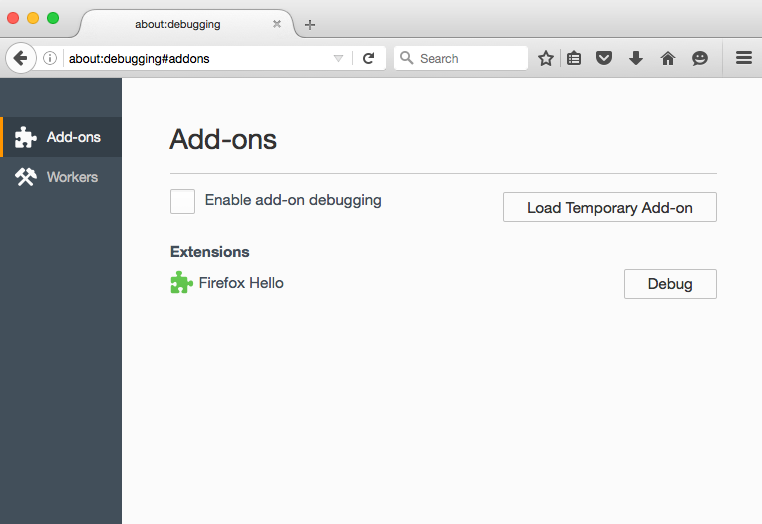 about:debugging
about:debugging#addons
Search
Add-ons
Workers
Add-ons
Enable add-on debugging
Load Temporary Add-on
Extensions
Firefox Hello
Debug